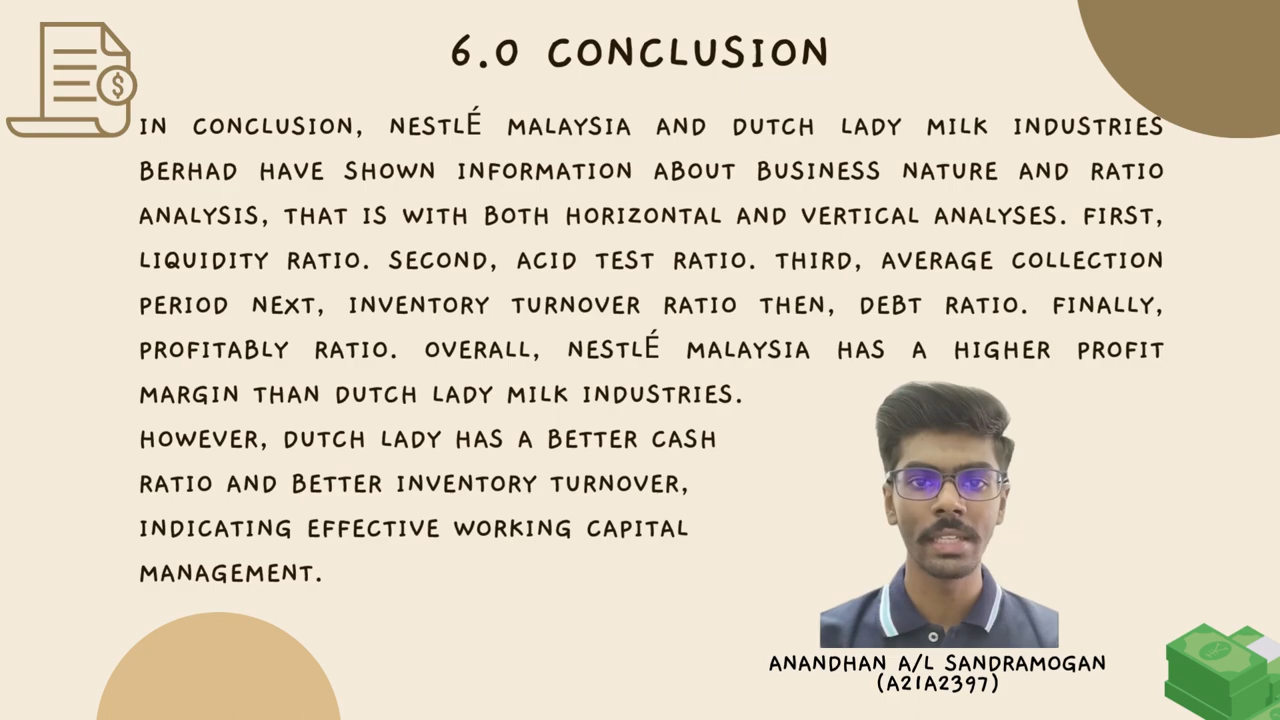 6.0 CONCLUSION
IN CONCLUSION, NESTLÉ MALAYSIA AND DUTCH LADY MILK INDUSTRIES
BERHAD HAVE SHOWN INFORMATION ABOUT BUSINESS NATURE AND RATIO
ANALYSIS, THAT IS WITH BOTH HORIZONTAL AND VERTICAL ANALYSES. FIRST,
LIQUIDITY RATIO. SECOND, ACID TEST RATIO. THIRD, AVERAGE COLLECTION
PERIOD NEXT, INVENTORY TURNOVER RATIO THEN, DEBT RATIO. FINALLY,
PROFITABLY RATIO. OVERALL, NESTLÉ MALAYSIA HAS A HIGHER PROFIT
MARGIN THAN DUTCH LADY MILK INDUSTRIES.
HOWEVER, DUTCH LADY HAS A BETTER CASH
RATIO AND BETTER INVENTORY TURNOVER,
INDICATING EFFECTIVE WORKING CAPITAL
MANAGEMENT.
ANANDHAN A/L SANDRAMOGAN
(A21A2397)